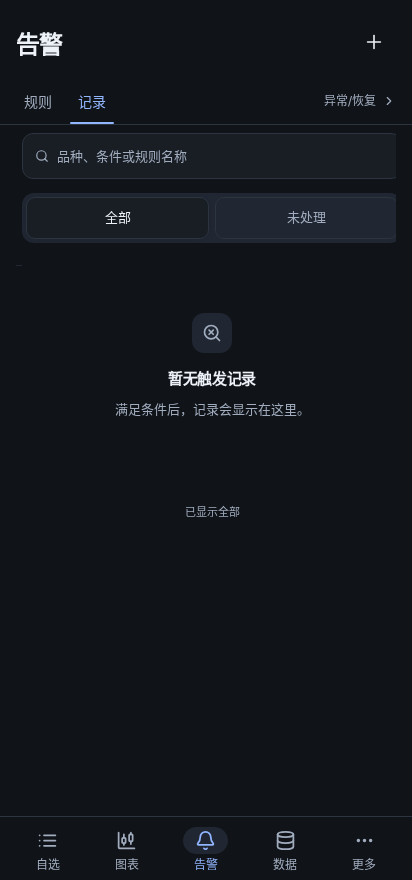 告警
规则
记录
异常/恢复
品种、条件或规则名称
全部
未处理
暂无触发记录
满足条件后，记录会显示在这里。
已显示全部
自选
图表
告警
数据
更多